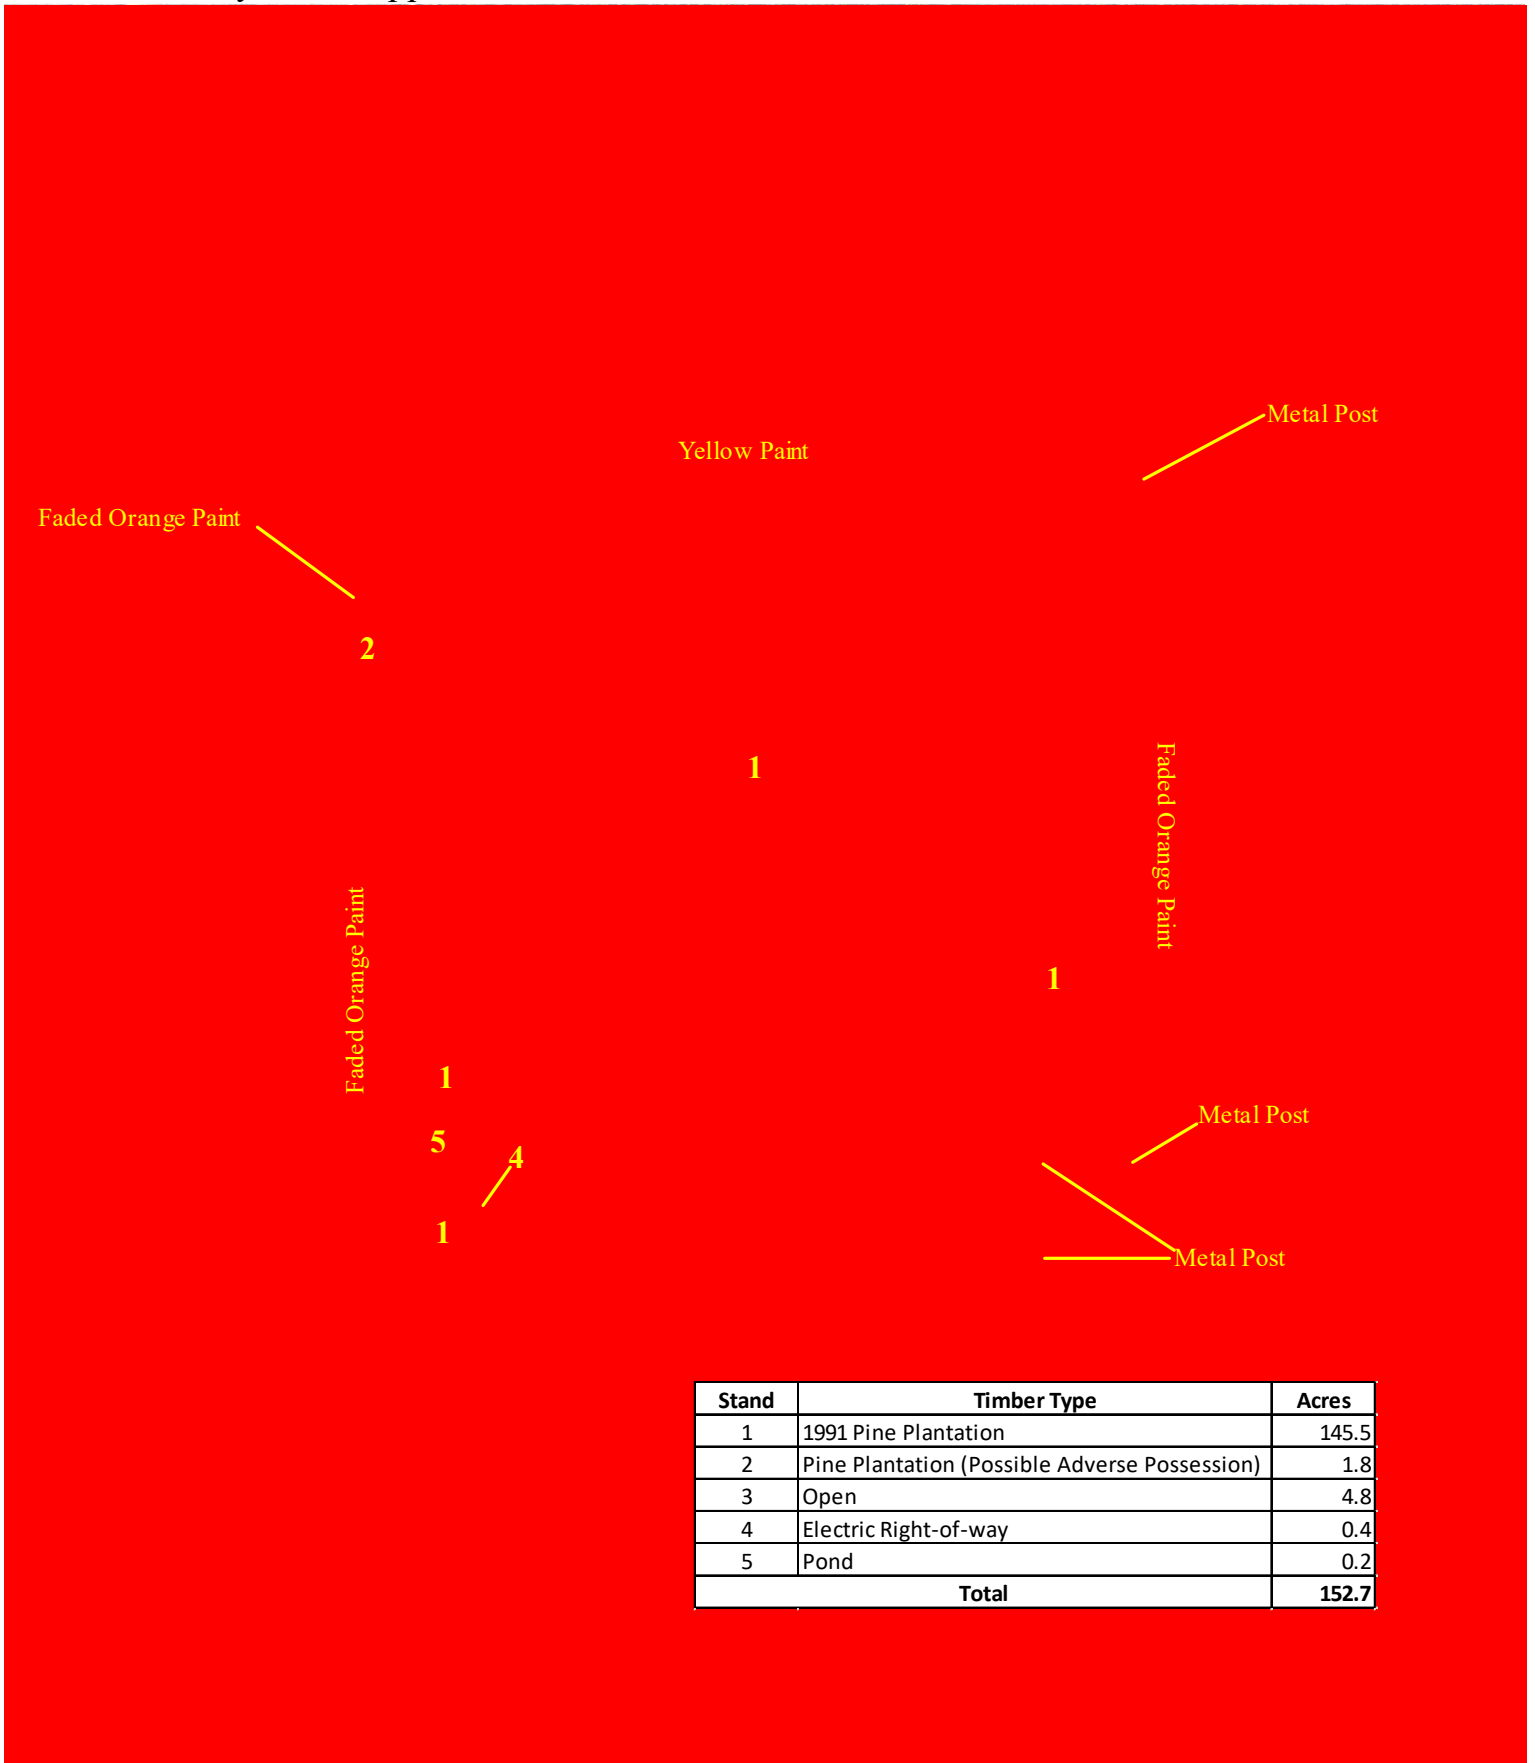 Metal Post
Yellow Paint
Faded Orange Paint
2
1
Faded Orange Paint
Faded Orange Paint
1
1
Metal Post
5
4
1
Metal Post
Stand Timber Type Acres
1 1991 Pine Plantation 145.5
2 Pine Plantation (Possible Adverse Possession) 1.8
3 Open 4.8
4 Electric Right-of-way 0.4
5 Pond 0.2
Total 152.7